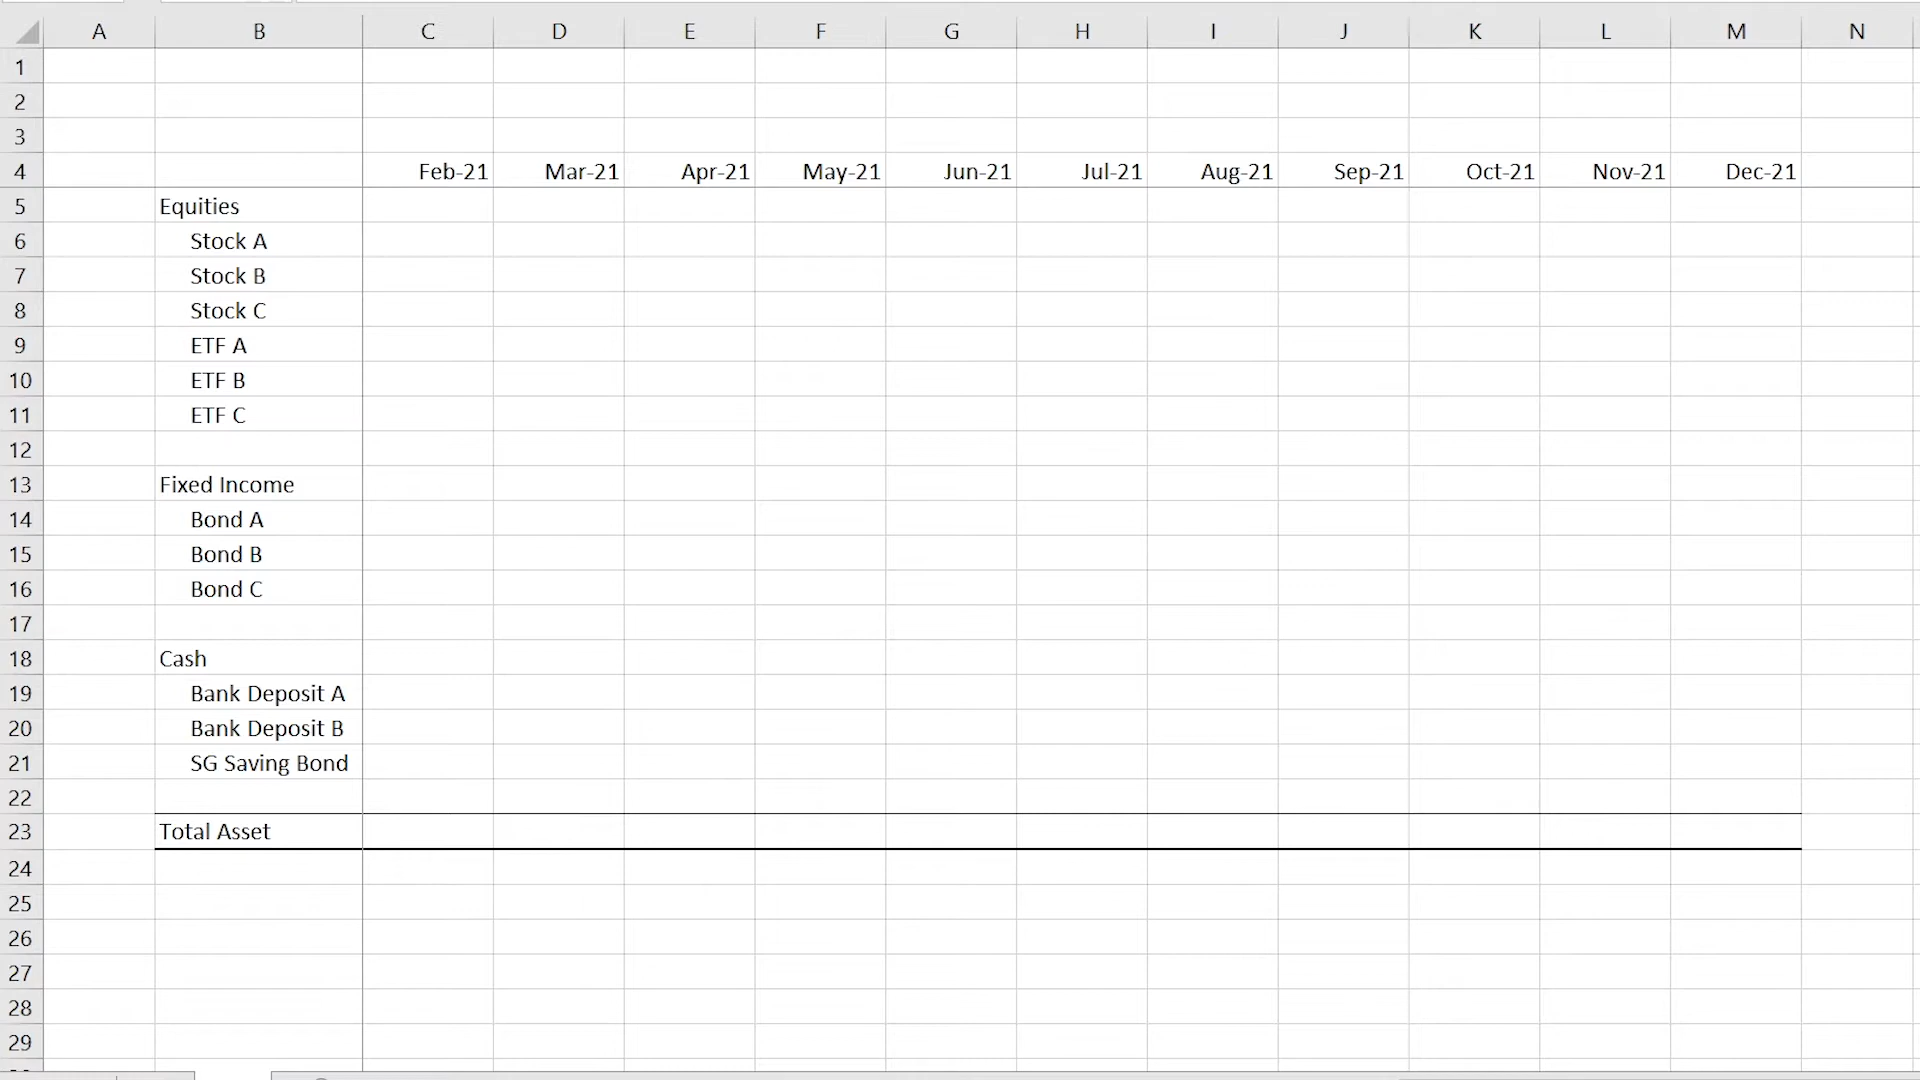 A B C D E F G H I J K L M N
1
2
3
4 Feb-21 Mar-21 Apr-21 May-21 Jun-21 Jul-21 Aug-21 Sep-21 Oct-21 Nov-21 Dec-21
5 Equities
6 Stock A
7 Stock B
8 Stock C
9 ETF A
10 ETF B
11 ETF C
12
13 Fixed Income
14 Bond A
15 Bond B
16 Bond C
17
18 Cash
19 Bank Deposit A
20 Bank Deposit B
21 SG Saving Bond
22
23 Total Asset
24
25
26
27
28
29